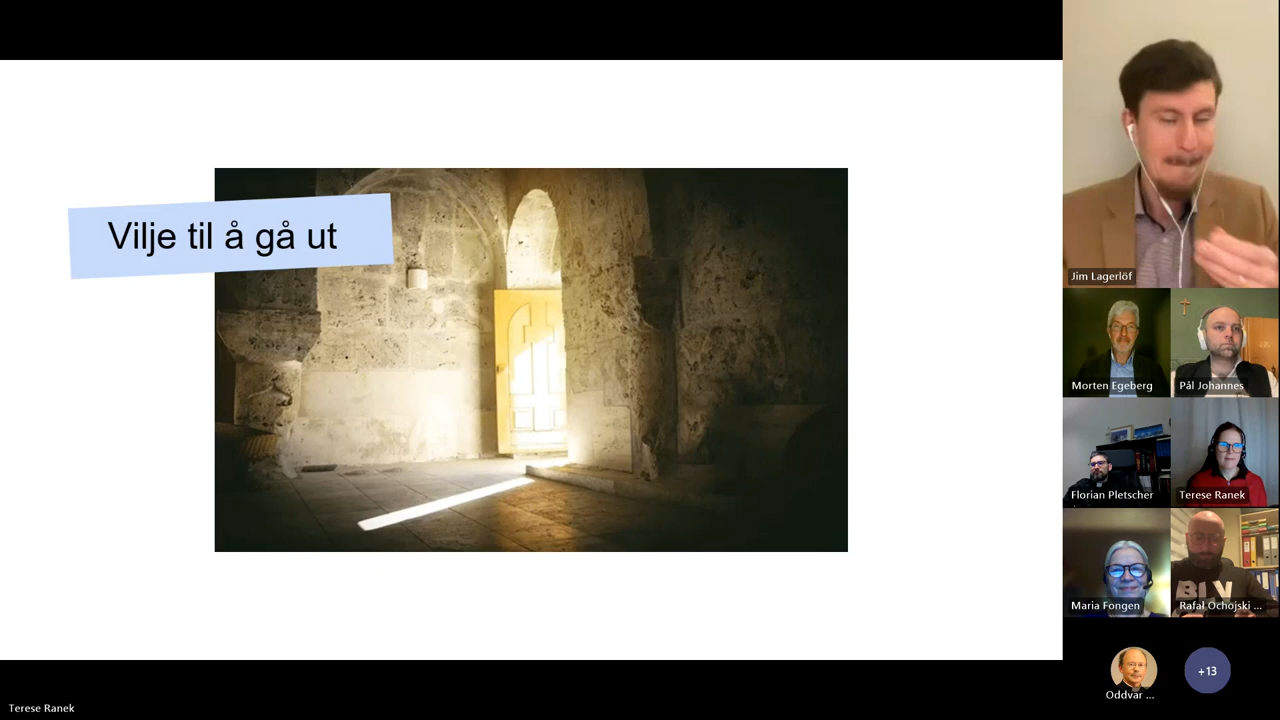 Vilje til å gå ut
Jim Lagerlöf
Morten Egeberg
Pål Johannes
Florian Pletscher
Terese Ranek
Maria Fongen
Rafal Ochojski ...
Oddvar ...
+13
Terese Ranek